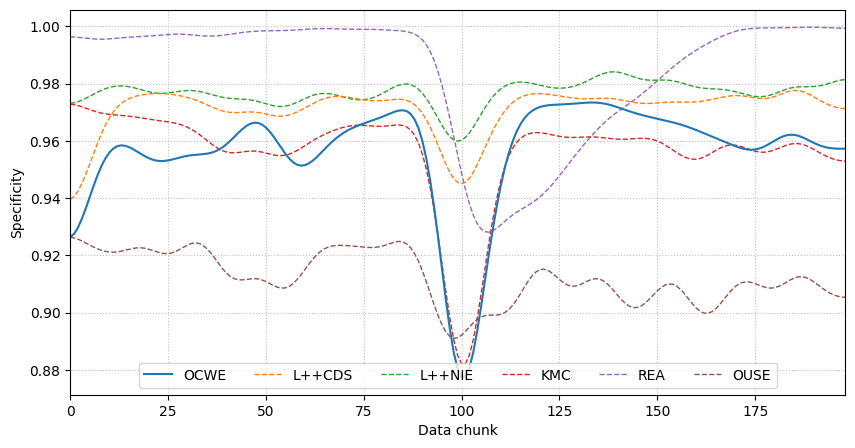 1.00
0.98
0.96
0.94
0.92
0.90
0.88
Specificity
OCWE L++CDS L++NIE KMC REA OUSE
0 25 50 75 100 125 150 175
Data chunk